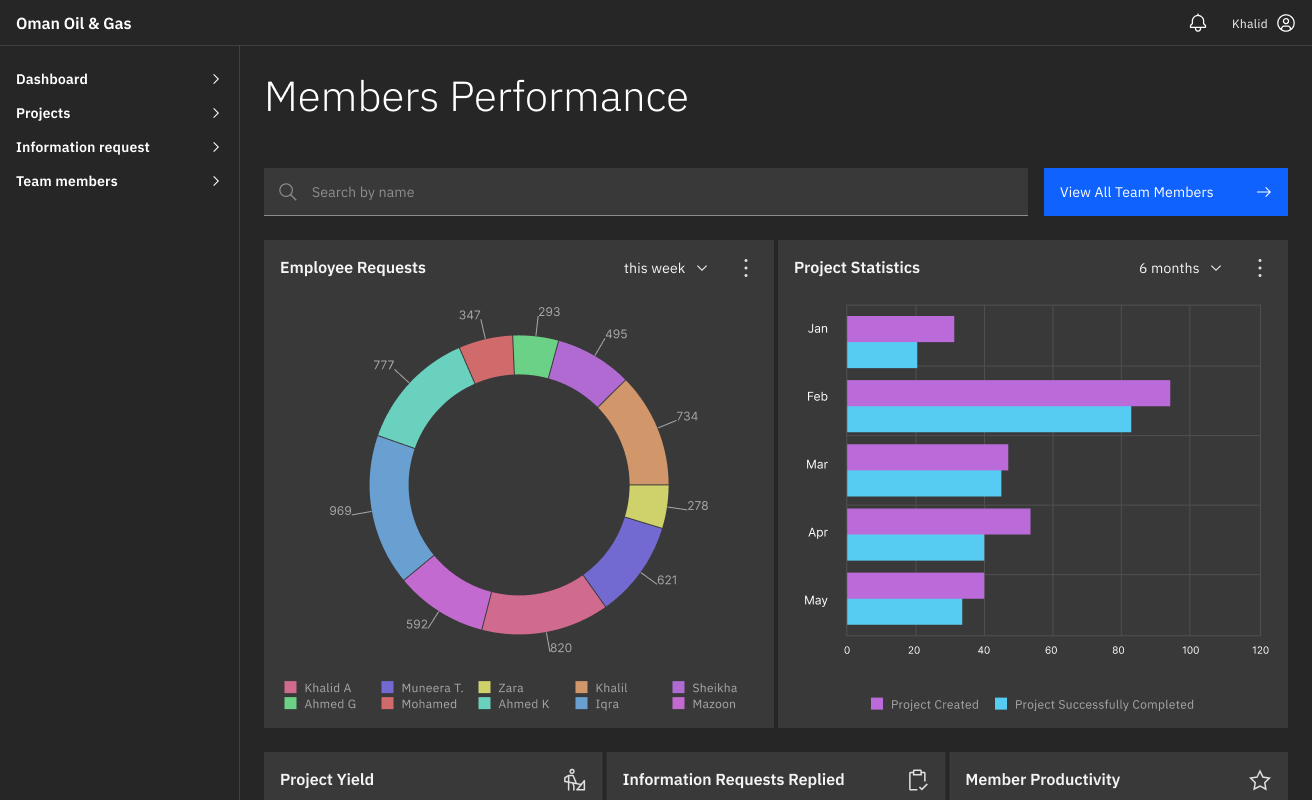 Oman Oil & Gas
Khalid
Dashboard
Projects
Information request
Team members
Members Performance
Search by name
View All Team Members
Employee Requests
this week
347
293
495
777
734
969
278
621
592
820
Khalid A
Muneera T.
Zara
Khalil
Sheikha
Ahmed G
Mohamed
Ahmed K
Iqra
Mazoon
Project Statistics
6 months
Jan
Feb
Mar
Apr
May
0 20 40 60 80 100 120
Project Created
Project Successfully Completed
Project Yield
Information Requests Replied
Member Productivity